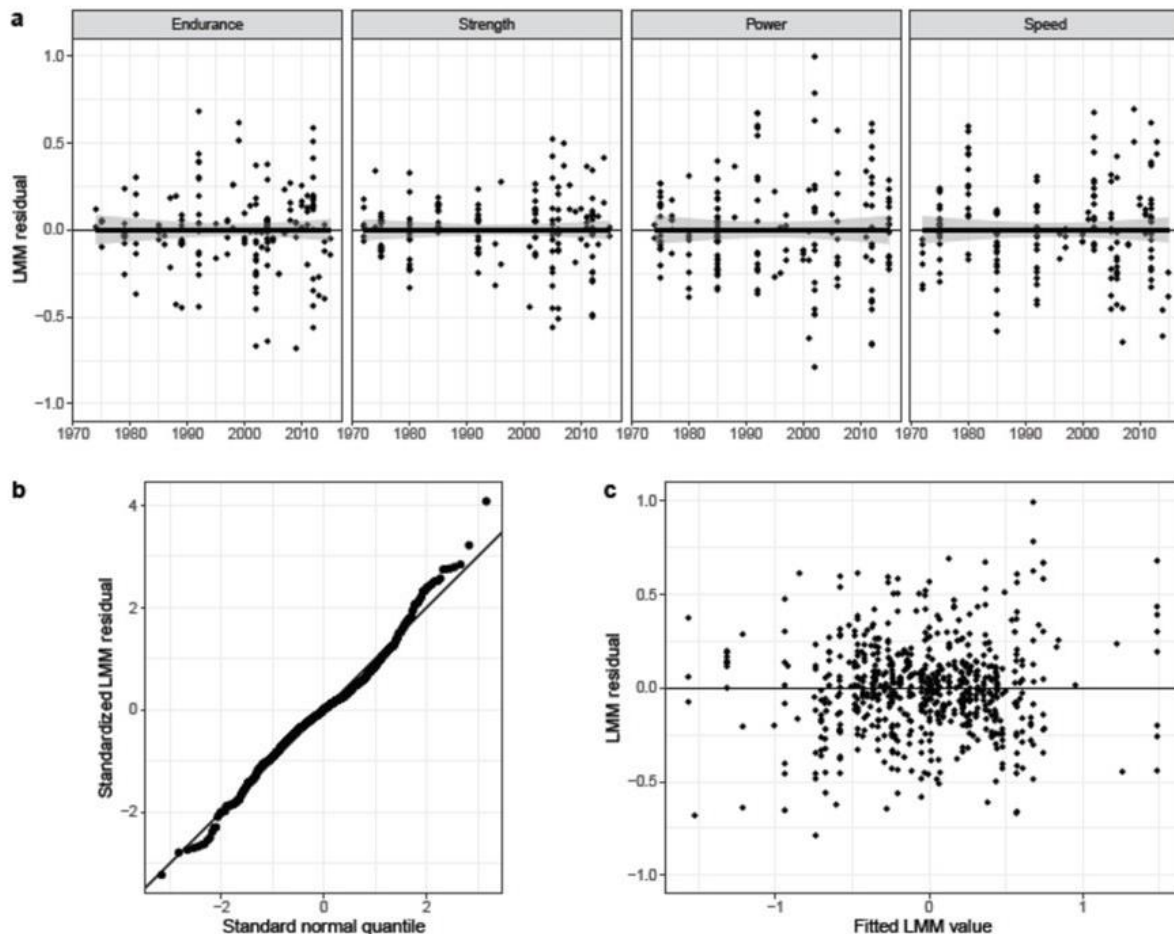 a
Endurance Strength Power Speed
1.0
0.5
0.0
−0.5
−1.0
LMM residual
1970 1980 1990 2000 2010 1970 1980 1990 2000 2010 1970 1980 1990 2000 2010 1970 1980 1990 2000 2010
b
4
2
0
−2
Standardized LMM residual
−2 0 2
Standard normal quantile
c
1.0
0.5
0.0
−0.5
−1.0
LMM residual
−1 0 1
Fitted LMM value